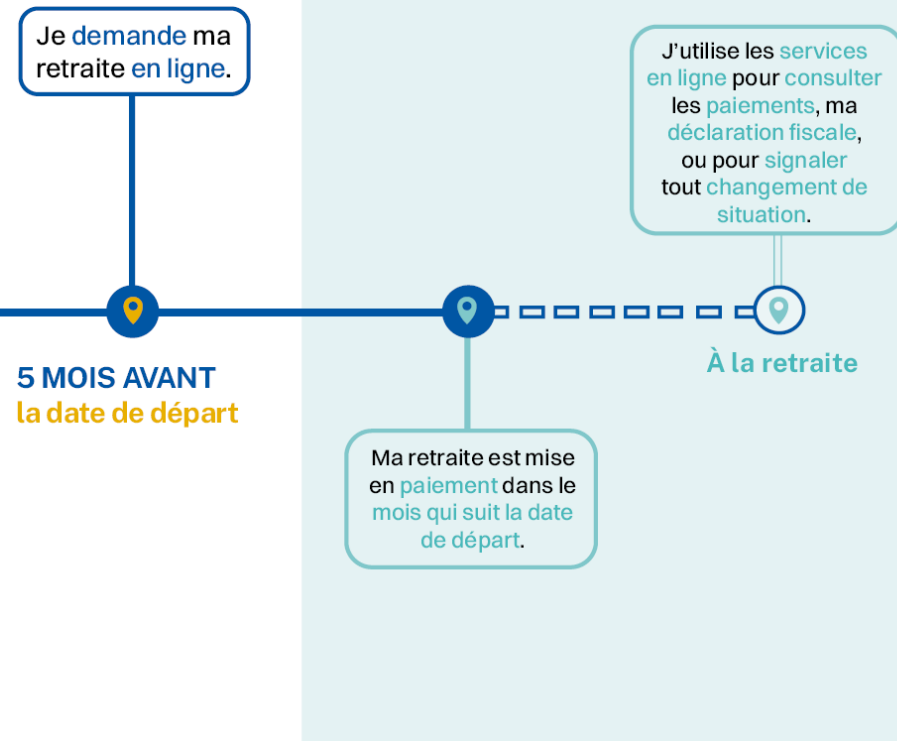 Je demande ma
retraite en ligne.
5 MOIS AVANT
la date de départ
Ma retraite est mise
en paiement dans le
mois qui suit la date
de départ.
J’utilise les services
en ligne pour consulter
les paiements, ma
déclaration fiscale,
ou pour signaler
tout changement de
situation.
À la retraite